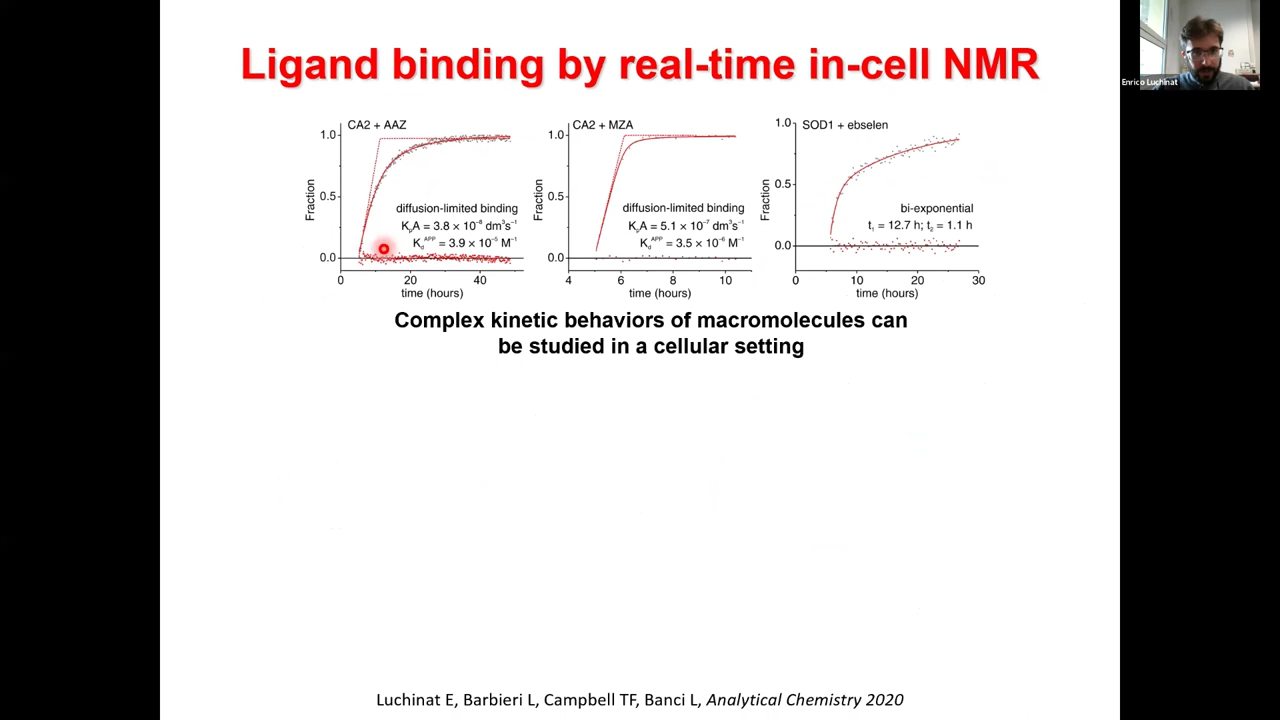 Ligand binding by real-time in-cell NMR
Enrico Luchinat
CA2 + AAZ
1.0
0.5
0.0
Fraction
diffusion-limited binding
KpA = 3.8 × 10⁻⁸ dm³s⁻¹
Kd^APP = 3.9 × 10⁻⁵ M⁻¹
0 20 40
time (hours)
CA2 + MZA
1.0
0.5
0.0
Fraction
diffusion-limited binding
KpA = 5.1 × 10⁻⁷ dm³s⁻¹
Kd^APP = 3.5 × 10⁻⁶ M⁻¹
4 6 8 10
time (hours)
SOD1 + ebselen
1.0
0.5
0.0
Fraction
bi-exponential
t₁ = 12.7 h; t₂ = 1.1 h
0 10 20 30
time (hours)
Complex kinetic behaviors of macromolecules can
be studied in a cellular setting
Luchinat E, Barbieri L, Campbell TF, Banci L, Analytical Chemistry 2020